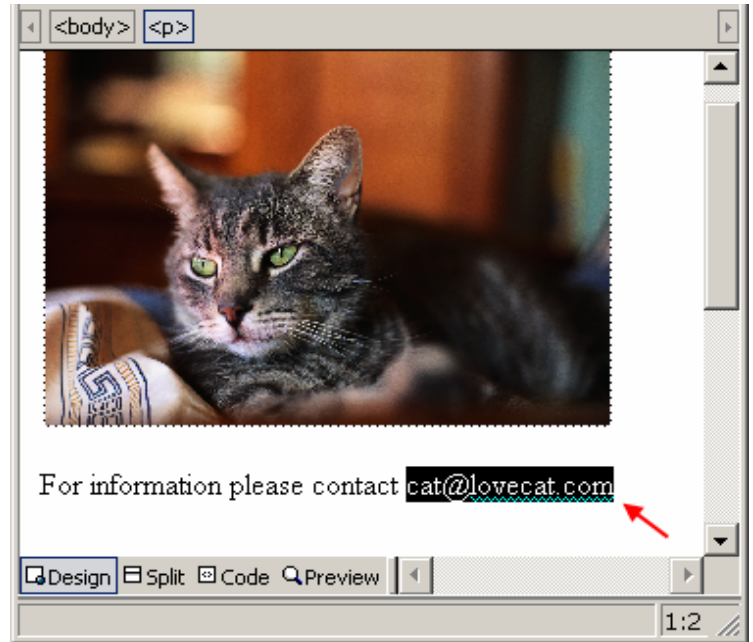 <body> <p>
For information please contact cat@lovecat.com
Design Split Code Preview
1:2